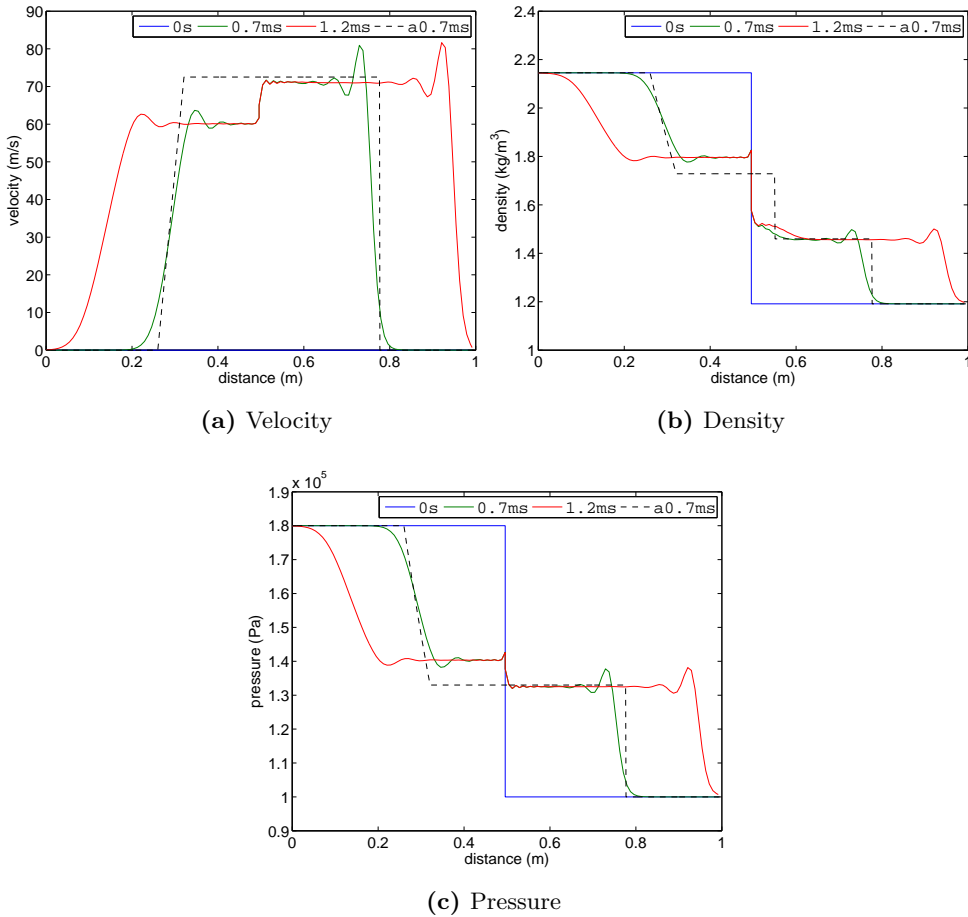 0s 0.7ms 1.2ms a0.7ms
90
80
70
60
50
40
30
20
10
0
velocity (m/s)
0 0.2 0.4 0.6 0.8 1
distance (m)
(a) Velocity
0s 0.7ms 1.2ms a0.7ms
2.4
2.2
2
1.8
1.6
1.4
1.2
1
density (kg/m³)
0 0.2 0.4 0.6 0.8 1
distance (m)
(b) Density
x 10⁵
0s 0.7ms 1.2ms a0.7ms
1.9
1.8
1.7
1.6
1.5
1.4
1.3
1.2
1.1
1
0.9
pressure (Pa)
0 0.2 0.4 0.6 0.8 1
distance (m)
(c) Pressure